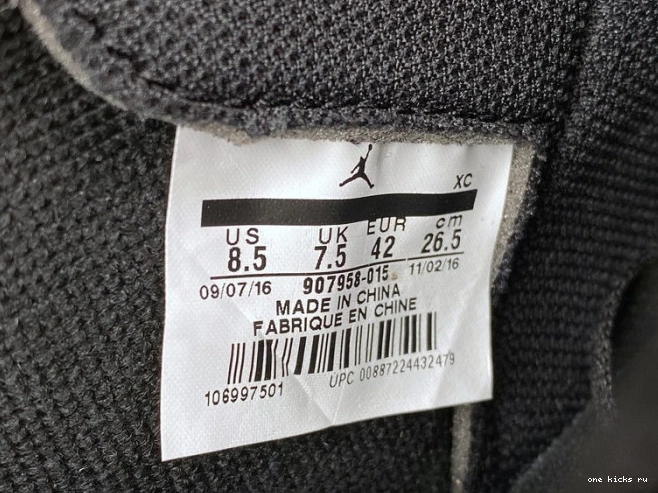 XC
US UK EUR cm
8.5 7.5 42 26.5
09/07/16 907958-015 11/02/16
MADE IN CHINA
FABRIQUE EN CHINE
106997501 UPC 00887224432479
one kicks ru